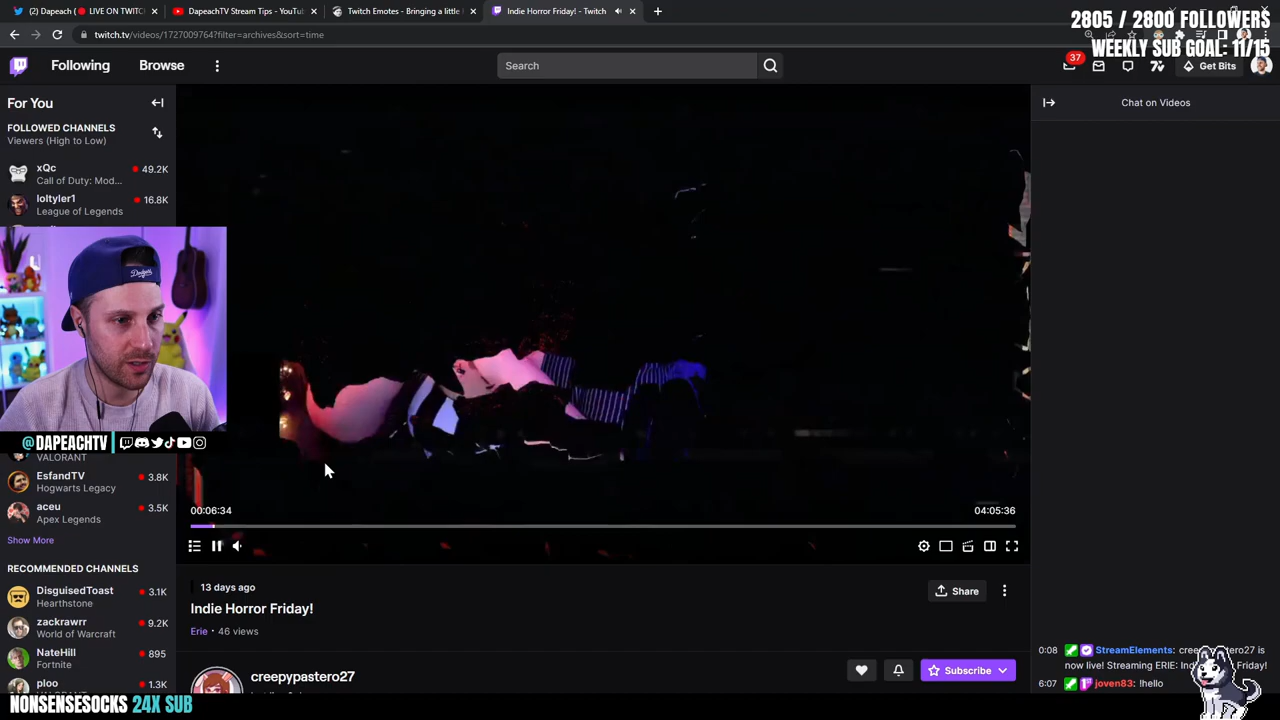 (2) Dapeach (🔴 LIVE ON TWITC
DapeachTV Stream Tips - YouTu
Twitch Emotes - Bringing a little
Indie Horror Friday! - Twitch
twitch.tv/videos/1727009764?filter=archives&sort=time
2805 / 2800 FOLLOWERS
WEEKLY SUB GOAL: 11/15
Following
Browse
Search
37
Get Bits
For You
Chat on Videos
FOLLOWED CHANNELS
Viewers (High to Low)
xQc
49.2K
Call of Duty: Mod...
loltyler1
16.8K
League of Legends
Dodgers
@DAPEACHTV
VALORANT
EsfandTV
3.8K
Hogwarts Legacy
aceu
3.5K
Apex Legends
Show More
00:06:34
04:05:36
RECOMMENDED CHANNELS
DisguisedToast
3.1K
Hearthstone
zackrawrr
9.2K
World of Warcraft
NateHill
895
Fortnite
ploo
1.3K
13 days ago
Indie Horror Friday!
Erie • 46 views
Share
creepypastero27
Subscribe
0:08 StreamElements: cree
tero27 is
now live! Streaming ERIE: In
Friday!
6:07 joven83: !hello
NONSENSESOCKS 24X SUB